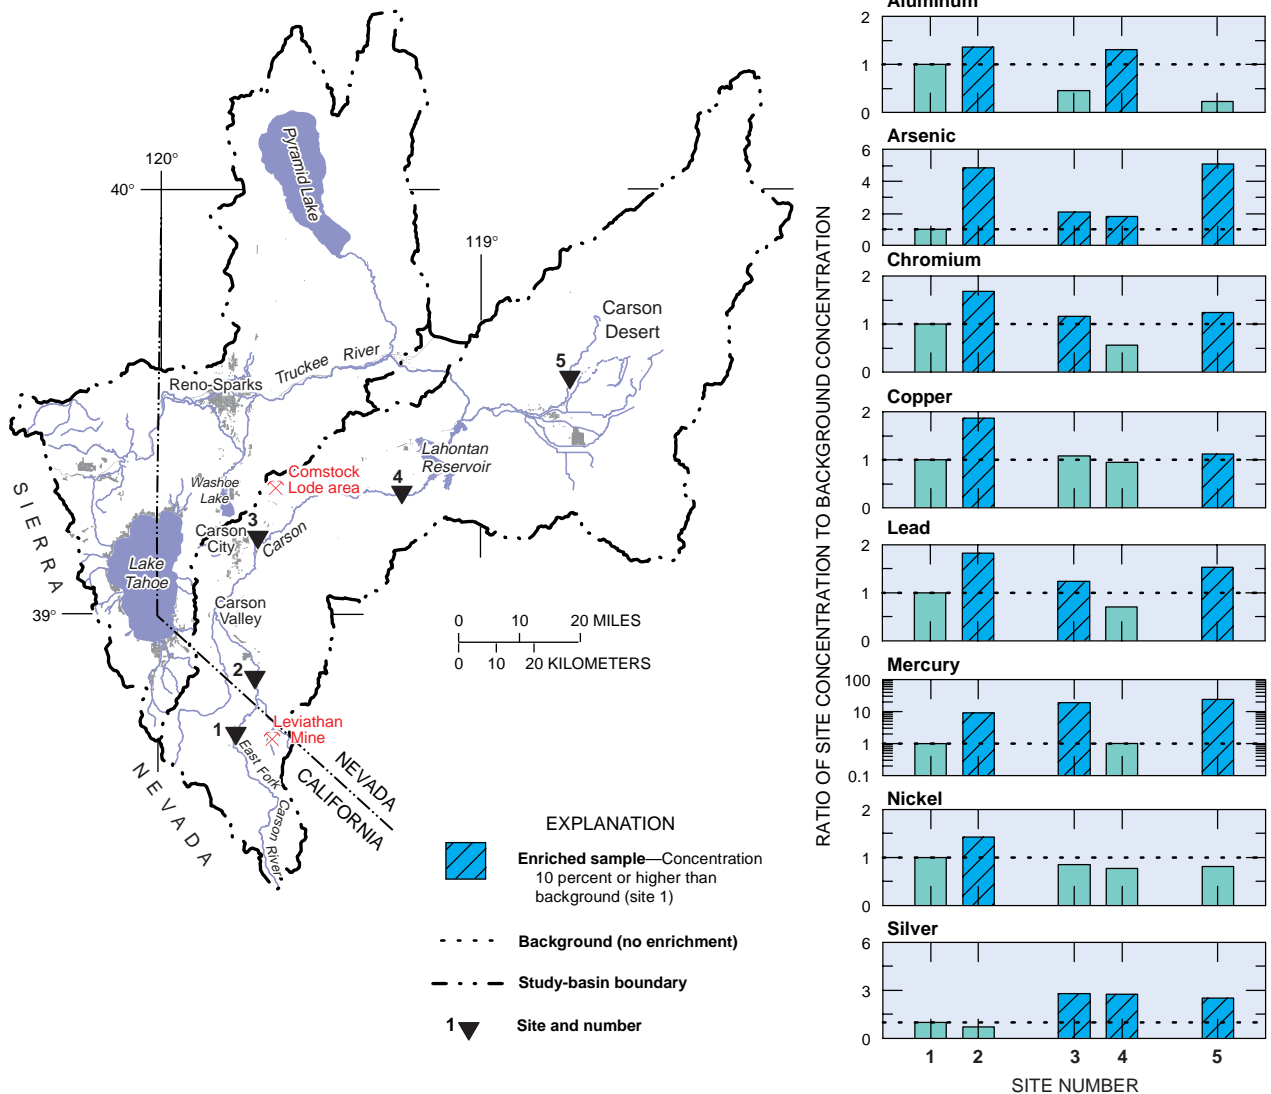 120°
40°
119°
39°
Pyramid Lake
Carson
Desert
5
Truckee River
Reno-Sparks
Lahontan
Reservoir
Comstock
Lode area
4
Washoe
Lake
3
Carson
City
Carson
Lake
Tahoe
Carson
Valley
SIERRA
NEVADA
2
1
Leviathan
Mine
East Fork Carson River
NEVADA
CALIFORNIA
0 10 20 MILES
0 10 20 KILOMETERS
EXPLANATION
Enriched sample—Concentration
10 percent or higher than
background (site 1)
Background (no enrichment)
Study-basin boundary
1 Site and number
RATIO OF SITE CONCENTRATION TO BACKGROUND CONCENTRATION
Aluminum
2
1
0
Arsenic
6
4
2
0
Chromium
2
1
0
Copper
2
1
0
Lead
2
1
0
Mercury
100
10
1
0.1
Nickel
2
1
0
Silver
6
3
0
1 2 3 4 5
SITE NUMBER